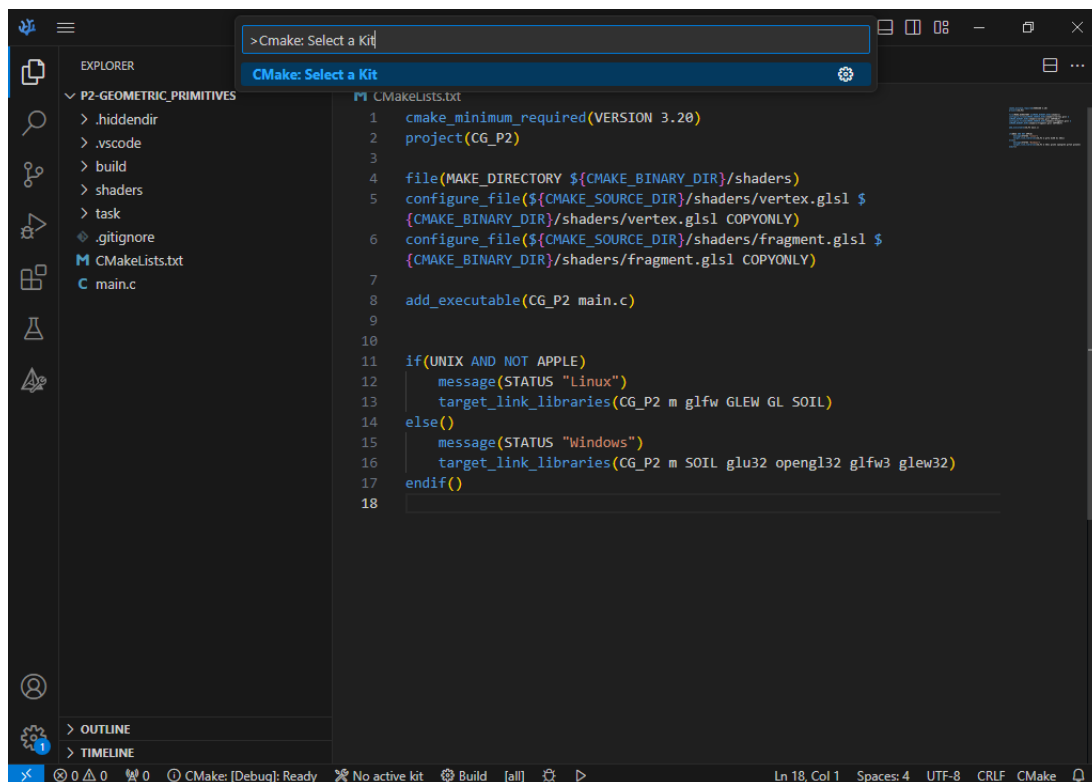 >Cmake: Select a Kit
CMake: Select a Kit
EXPLORER
P2-GEOMETRIC_PRIMITIVES
.hiddendir
.vscode
build
shaders
task
.gitignore
M CMakeLists.txt
C main.c
OUTLINE
TIMELINE
M CMakeLists.txt
1 cmake_minimum_required(VERSION 3.20)
2 project(CG_P2)
3
4 file(MAKE_DIRECTORY ${CMAKE_BINARY_DIR}/shaders)
5 configure_file(${CMAKE_SOURCE_DIR}/shaders/vertex.glsl $
{CMAKE_BINARY_DIR}/shaders/vertex.glsl COPYONLY)
6 configure_file(${CMAKE_SOURCE_DIR}/shaders/fragment.glsl $
{CMAKE_BINARY_DIR}/shaders/fragment.glsl COPYONLY)
7
8 add_executable(CG_P2 main.c)
9
10
11 if(UNIX AND NOT APPLE)
12 message(STATUS "Linux")
13 target_link_libraries(CG_P2 m glfw GLEW GL SOIL)
14 else()
15 message(STATUS "Windows")
16 target_link_libraries(CG_P2 m SOIL glu32 opengl32 glfw3 glew32)
17 endif()
18
1
0 0 0 CMake: [Debug]: Ready No active kit Build [all] Ln 18, Col 1 Spaces: 4 UTF-8 CRLF CMake